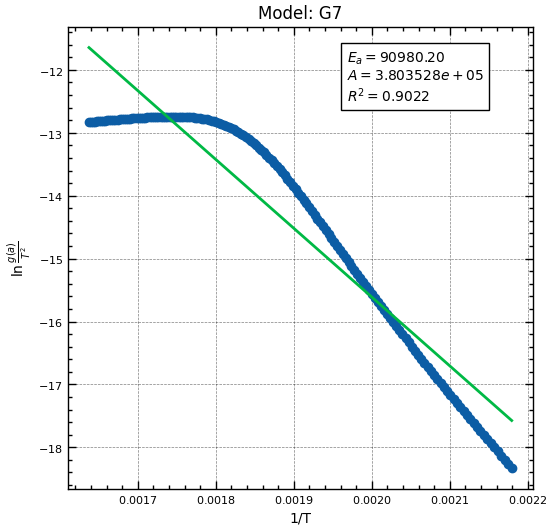 Model: G7
E_a = 90980.20
A = 3.803528e + 05
R² = 0.9022
−12
−13
−14
−15
−16
−17
−18
ln g(a)/T²
0.0017 0.0018 0.0019 0.0020 0.0021 0.0022
1/T